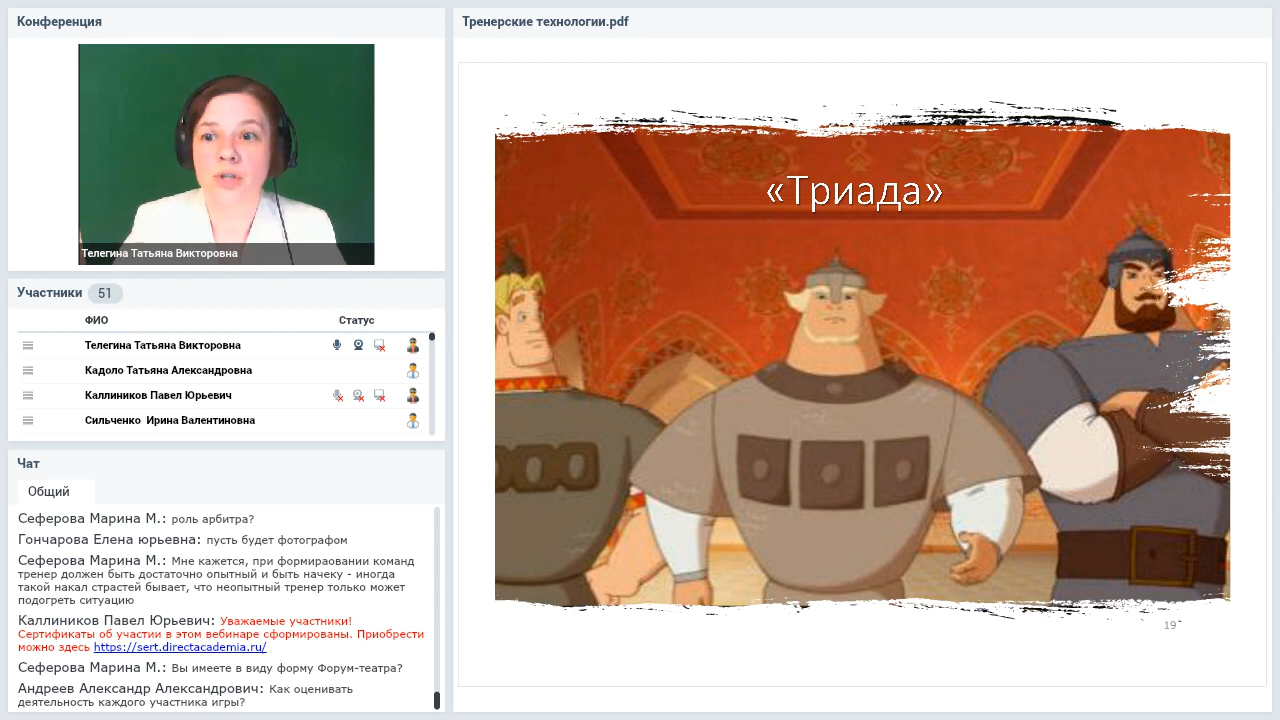 Конференция
Телегина Татьяна Викторовна
Участники 51
ФИО Статус
Телегина Татьяна Викторовна
Кадоло Татьяна Александровна
Каллиников Павел Юрьевич
Сильченко Ирина Валентиновна
Чат
Общий
Сеферова Марина М.: роль арбитра?
Гончарова Елена юрьевна: пусть будет фотографом
Сеферова Марина М.: Мне кажется, при формираовании команд
тренер должен быть достаточно опытный и быть начеку - иногда
такой накал страстей бывает, что неопытный тренер только может
подогреть ситуацию
Каллиников Павел Юрьевич: Уважаемые участники!
Сертификаты об участии в этом вебинаре сформированы. Приобрести
можно здесь https://sert.directacademia.ru/
Сеферова Марина М.: Вы имеете в виду форму Форум-театра?
Андреев Александр Александрович: Как оценивать
деятельность каждого участника игры?
Тренерские технологии.pdf
«Триада»
19